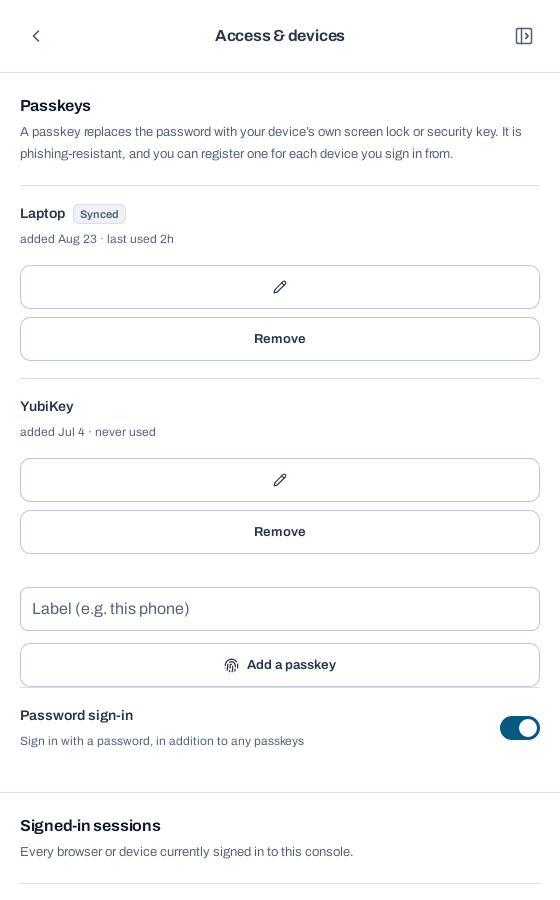 Access & devices
Passkeys
A passkey replaces the password with your device's own screen lock or security key. It is
phishing-resistant, and you can register one for each device you sign in from.
Laptop Synced
added Aug 23 · last used 2h
Remove
YubiKey
added Jul 4 · never used
Remove
Label (e.g. this phone)
Add a passkey
Password sign-in
Sign in with a password, in addition to any passkeys
Signed-in sessions
Every browser or device currently signed in to this console.